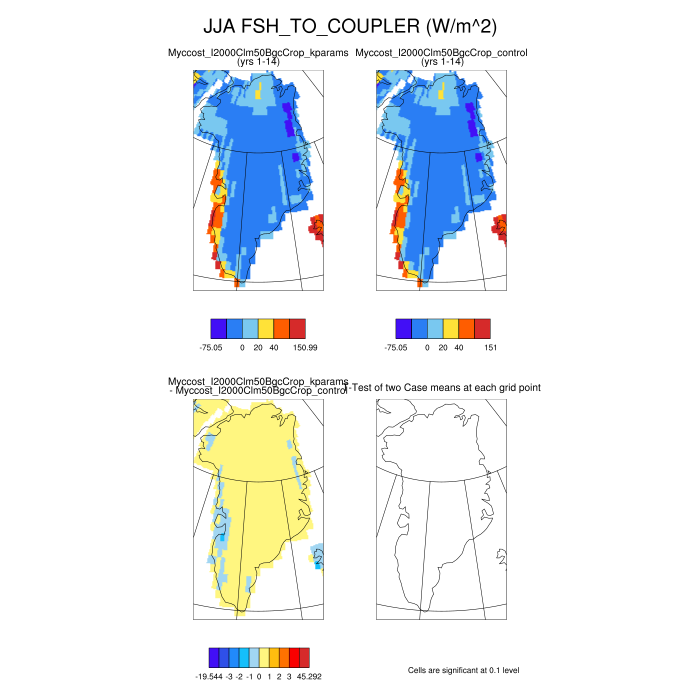 JJA FSH_TO_COUPLER (W/m^2)
Myccost_I2000Clm50BgcCrop_kparams
(yrs 1-14)
Myccost_I2000Clm50BgcCrop_control
(yrs 1-14)
-75.05 0 20 40 150.99
-75.05 0 20 40 151
Myccost_I2000Clm50BgcCrop_kparams
- Myccost_I2000Clm50BgcCrop_control
-Test of two Case means at each grid point
-19.544 -3 -2 -1 0 1 2 3 45.292
Cells are significant at 0.1 level